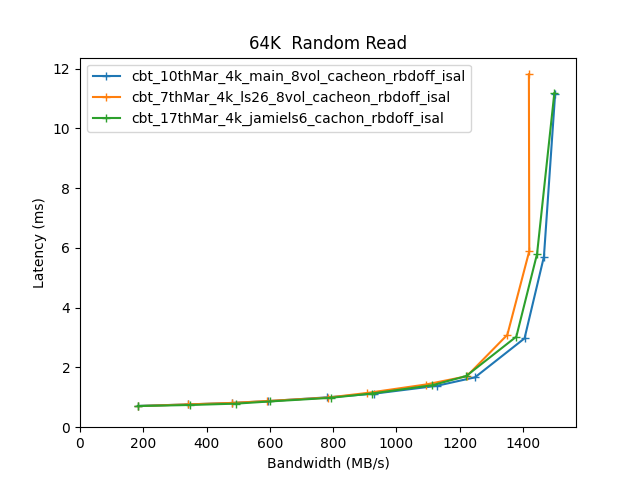 64K  Random Read
cbt_10thMar_4k_main_8vol_cacheon_rbdoff_isal
cbt_7thMar_4k_ls26_8vol_cacheon_rbdoff_isal
cbt_17thMar_4k_jamiels6_cachon_rbdoff_isal
12
10
8
6
4
2
0
Latency (ms)
0 200 400 600 800 1000 1200 1400
Bandwidth (MB/s)